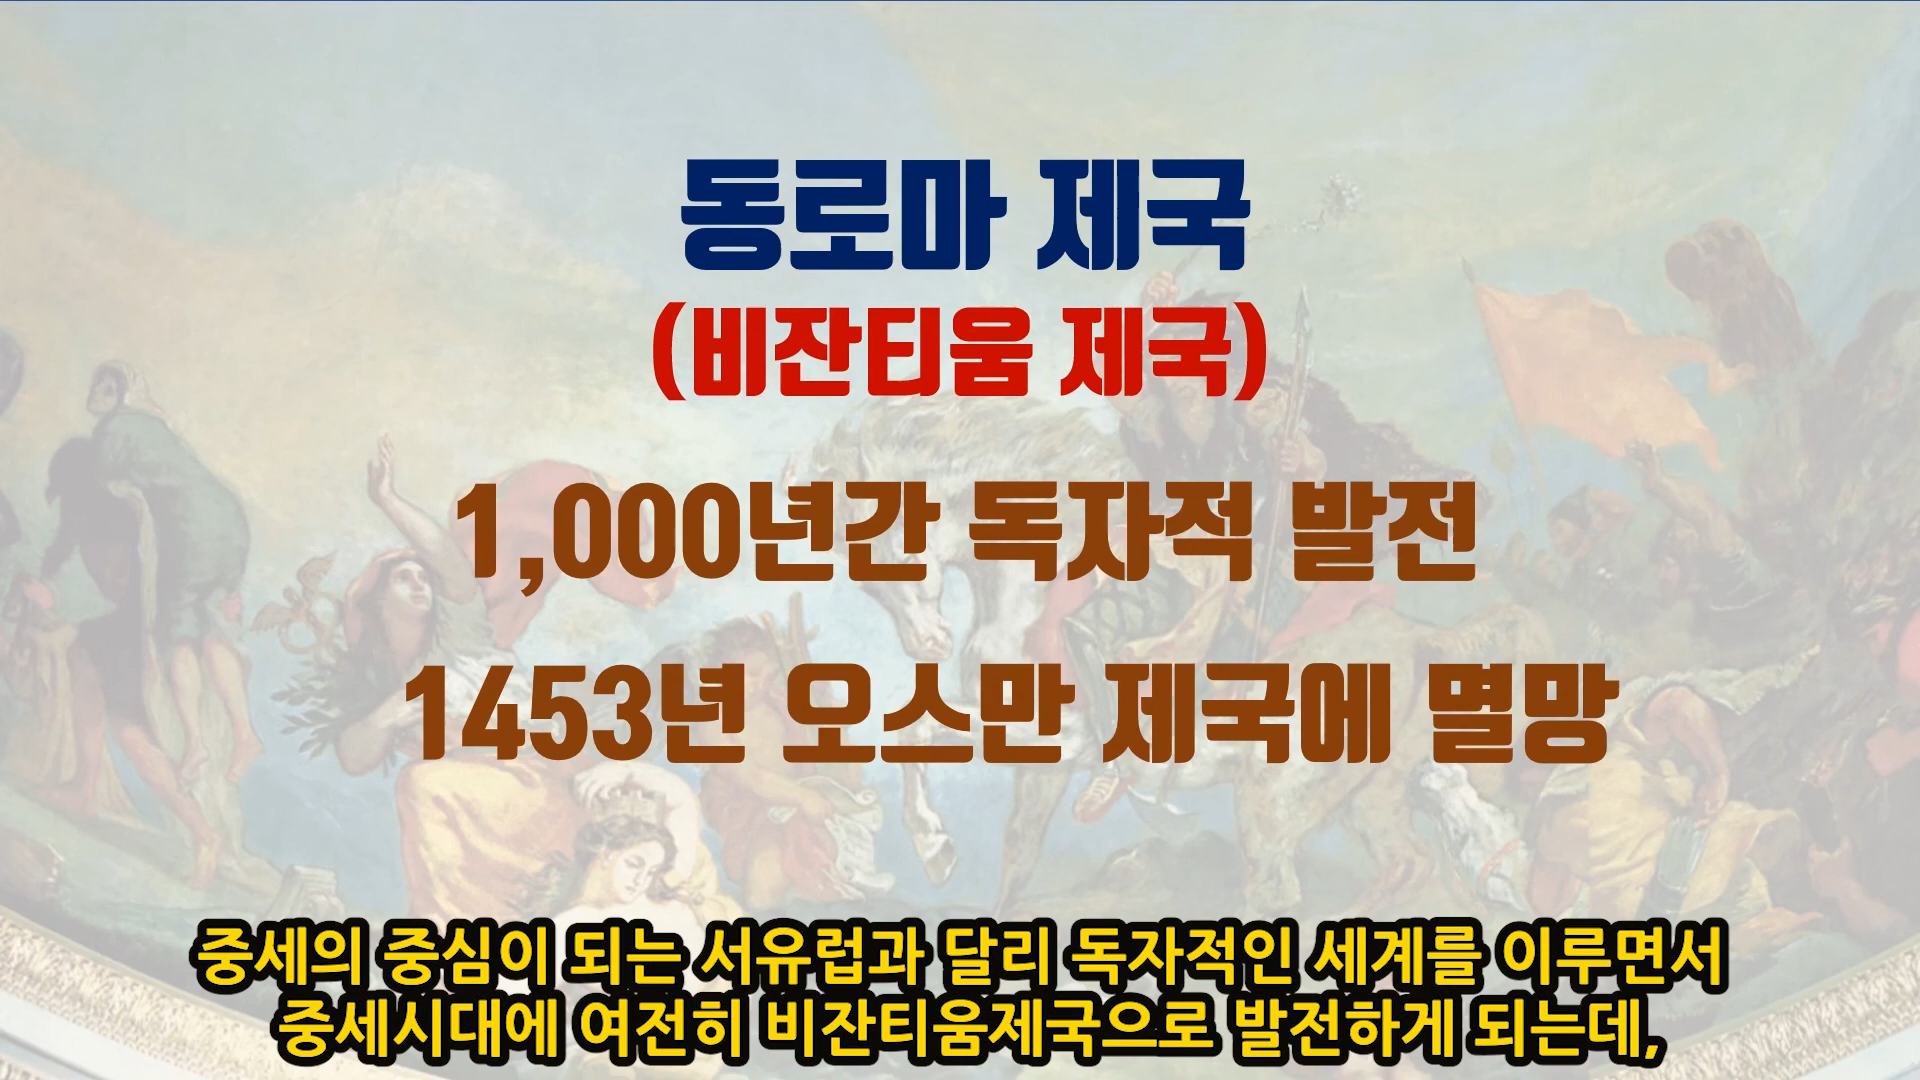 동로마 제국
(비잔티움 제국)
1,000년간 독자적 발전
1453년 오스만 제국에 멸망
중세의 중심이 되는 서유럽과 달리 독자적인 세계를 이루면서
중세시대에 여전히 비잔티움제국으로 발전하게 되는데,